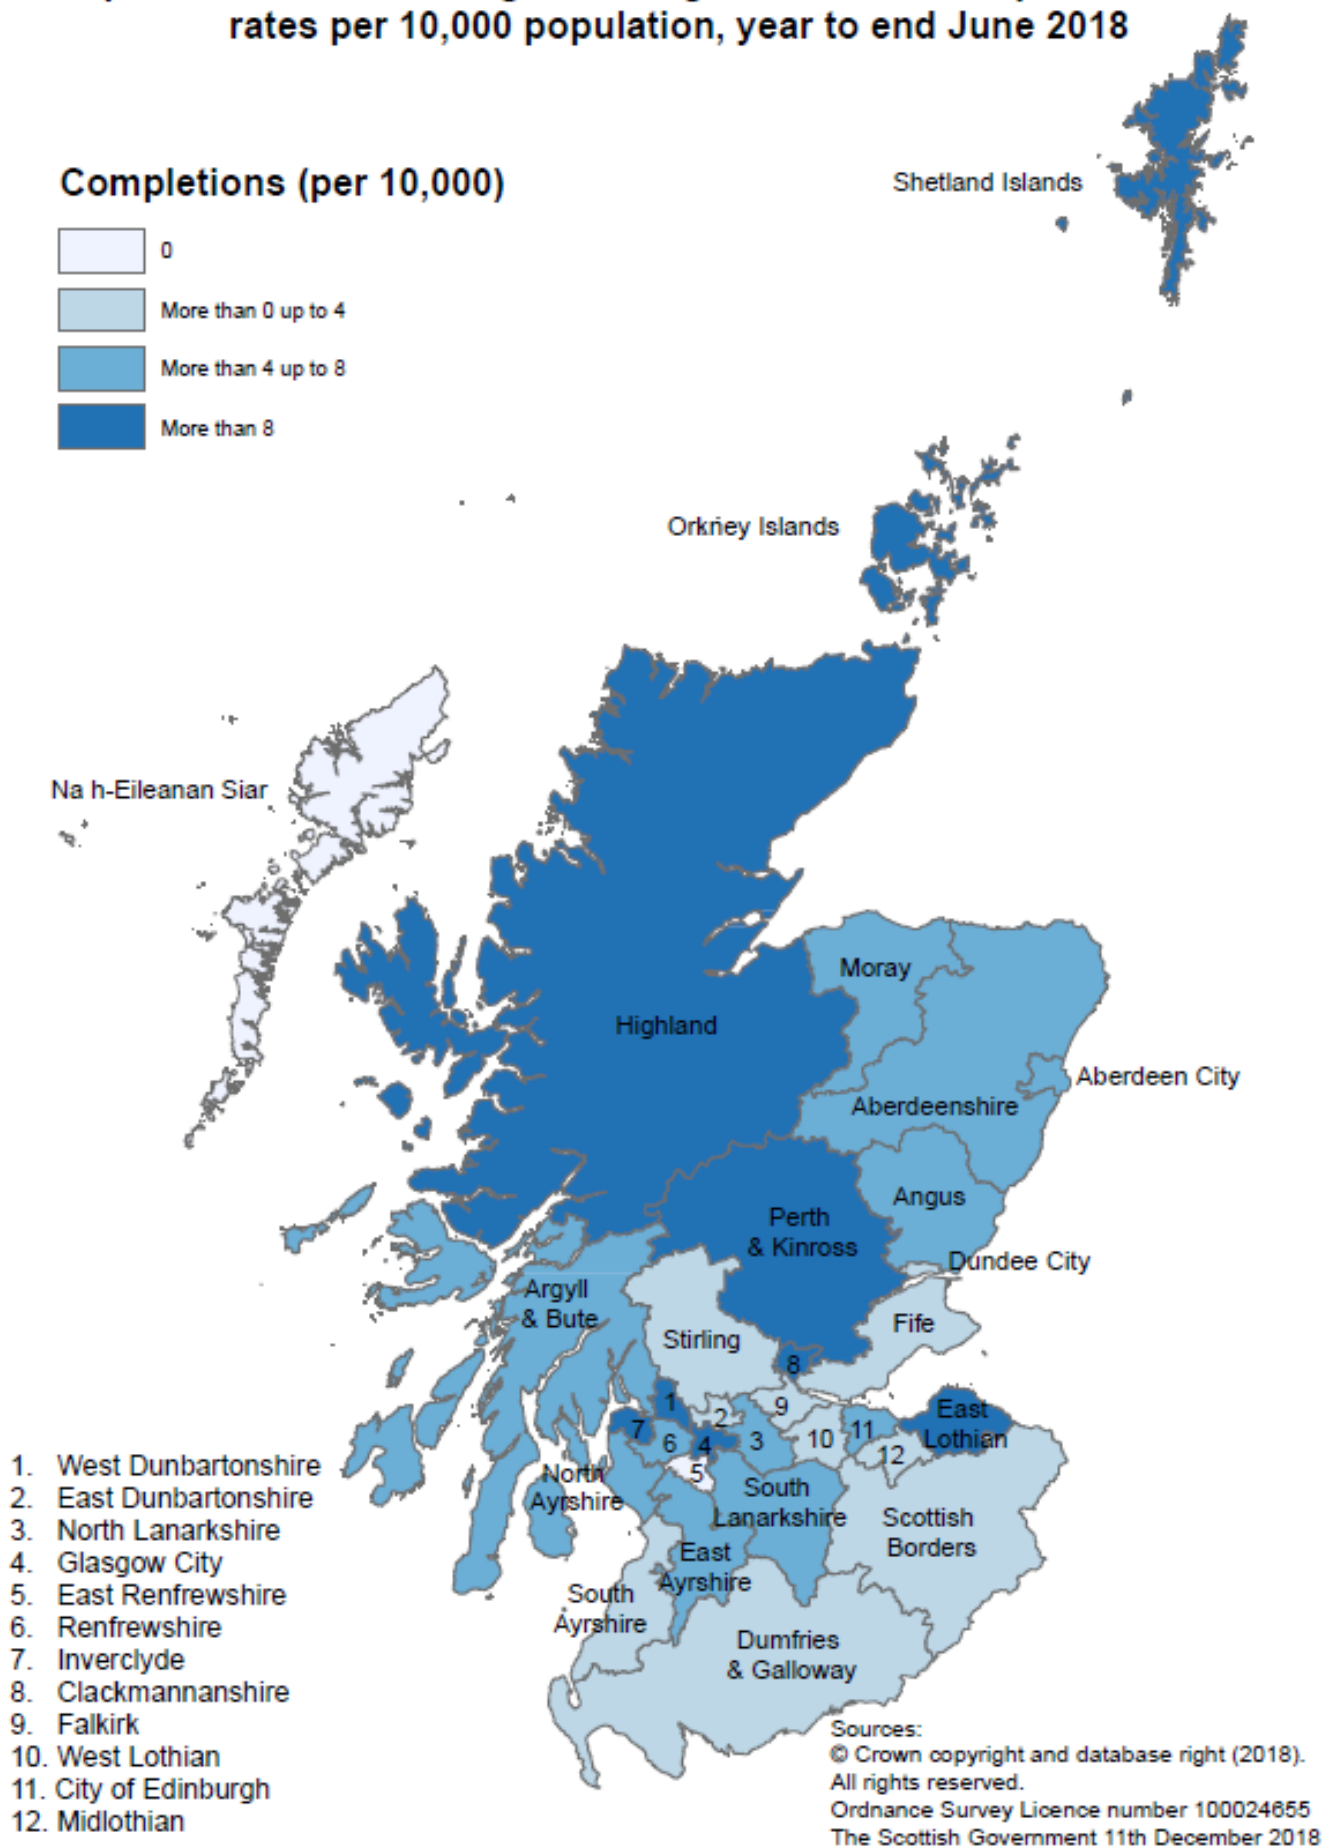 rates per 10,000 population, year to end June 2018
Completions (per 10,000)
0
More than 0 up to 4
More than 4 up to 8
More than 8
Shetland Islands
Orkney Islands
Na h-Eileanan Siar
Highland
Moray
Aberdeen City
Aberdeenshire
Angus
Perth
& Kinross
Dundee City
Argyll
& Bute
Stirling
Fife
8
1
2
9
7
6
4
3
10
11
12
East
Lothian
5
North
Ayrshire
South
Lanarkshire
Scottish
Borders
East
Ayrshire
South
Ayrshire
Dumfries
& Galloway
1. West Dunbartonshire
2. East Dunbartonshire
3. North Lanarkshire
4. Glasgow City
5. East Renfrewshire
6. Renfrewshire
7. Inverclyde
8. Clackmannanshire
9. Falkirk
10. West Lothian
11. City of Edinburgh
12. Midlothian
Sources:
© Crown copyright and database right (2018).
All rights reserved.
Ordnance Survey Licence number 100024655
The Scottish Government 11th December 2018